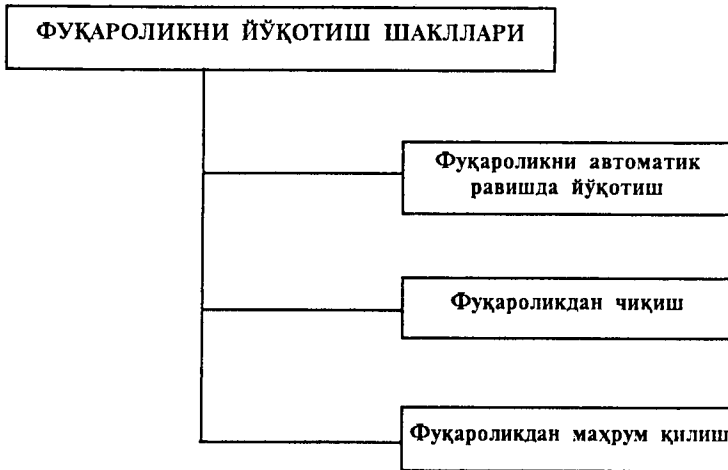 ФУҚАРОЛИКНИ ЙЎҚОТИШ ШАКЛЛАРИ
Фуқароликни автоматик
равишда йўқотиш
Фуқароликдан чиқиш
Фуқароликдан маҳрум қилиш